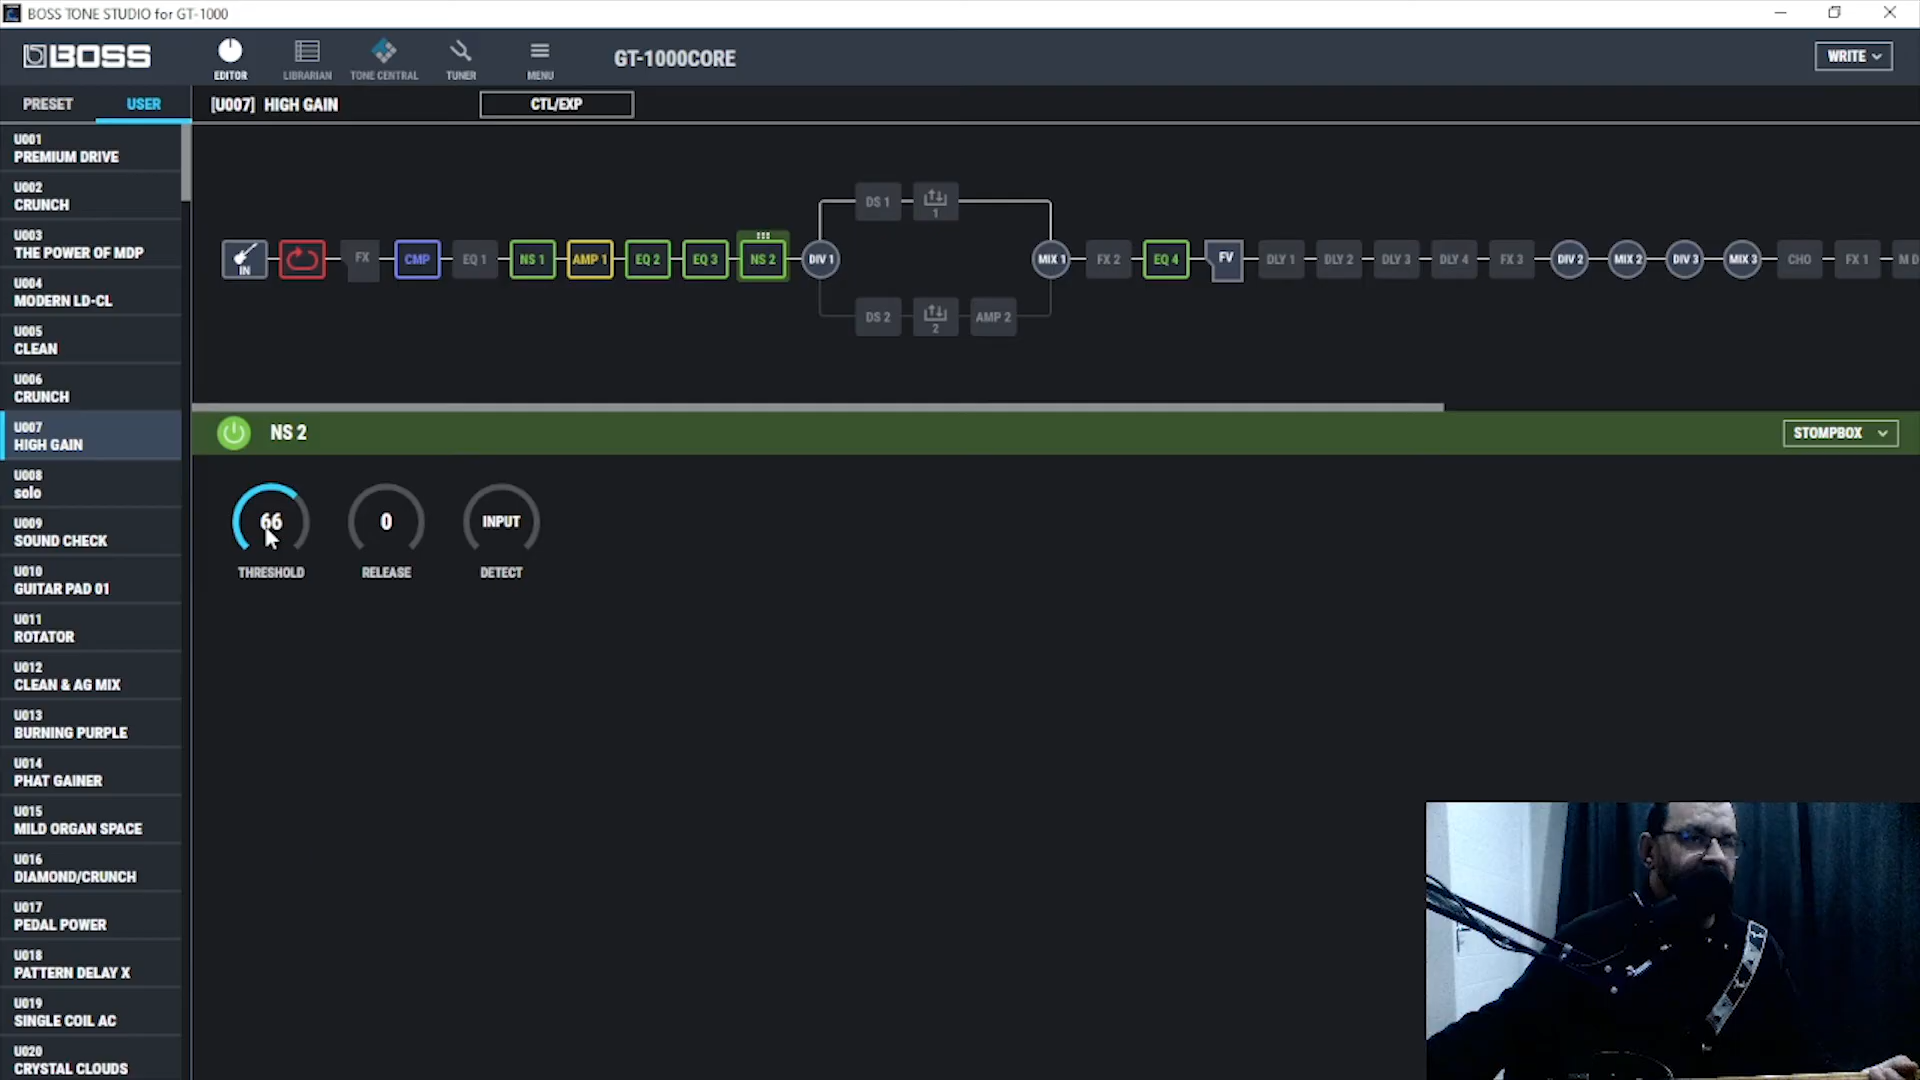 BOSS TONE STUDIO for GT-1000
BOSS
EDITOR
LIBRARIAN
TONE CENTRAL
TUNER
MENU
GT-1000CORE
WRITE
PRESET
USER
[U007] HIGH GAIN
CTL/EXP
U001
PREMIUM DRIVE
U002
CRUNCH
U003
THE POWER OF MDP
U004
MODERN LD-CL
U005
CLEAN
U006
CRUNCH
U007
HIGH GAIN
U008
solo
U009
SOUND CHECK
U010
GUITAR PAD 01
U011
ROTATOR
U012
CLEAN & AG MIX
U013
BURNING PURPLE
U014
PHAT GAINER
U015
MILD ORGAN SPACE
U016
DIAMOND/CRUNCH
U017
PEDAL POWER
U018
PATTERN DELAY X
U019
SINGLE COIL AC
U020
CRYSTAL CLOUDS
DS 1
1
IN
FX
CMP
EQ 1
NS 1
AMP 1
EQ 2
EQ 3
NS 2
DIV 1
MIX 1
FX 2
EQ 4
FV
DLY 1
DLY 2
DLY 3
DLY 4
FX 3
DIV 2
MIX 2
DIV 3
MIX 3
CHO
FX 1
M D
DS 2
2
AMP 2
NS 2
STOMPBOX
66
0
INPUT
THRESHOLD
RELEASE
DETECT